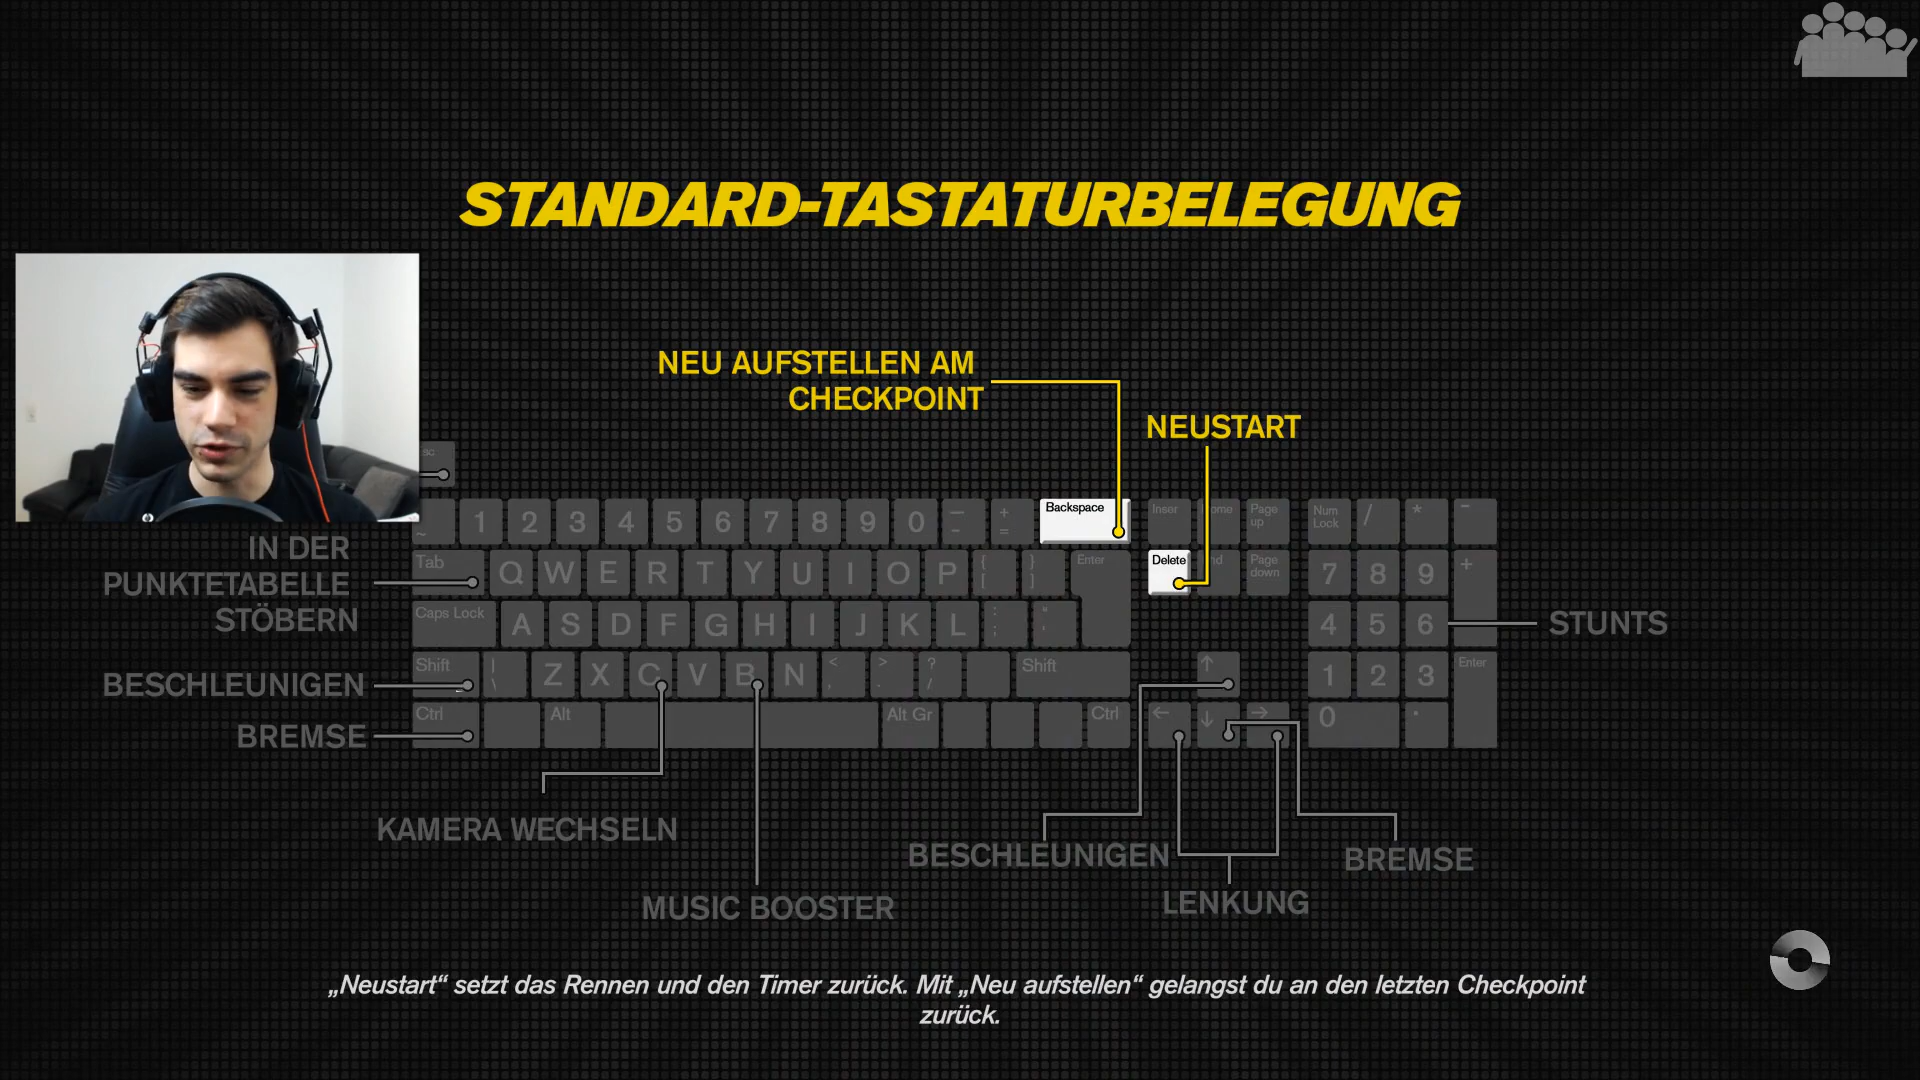 STANDARD-TASTATURBELEGUNG
NEU AUFSTELLEN AM
CHECKPOINT
NEUSTART
1 2 3 4 5 6 7 8 9 0 — - + = Backspace Inser Page up Num Lock / * -
~
Tab Q W E R T Y U I O P { [ } ] Enter Delete Page down 7 8 9 +
Caps Lock A S D F G H I J K L : ; 4 5 6
Shift | \ Z X C V B N < , > . ? / Shift ↑ 1 2 3 Enter
Ctrl Alt Alt Gr Ctrl ← ↓ → 0 .
IN DER
PUNKTETABELLE
STÖBERN
BESCHLEUNIGEN
BREMSE
STUNTS
KAMERA WECHSELN
MUSIC BOOSTER
BESCHLEUNIGEN
LENKUNG
BREMSE
„Neustart“ setzt das Rennen und den Timer zurück. Mit „Neu aufstellen“ gelangst du an den letzten Checkpoint
zurück.